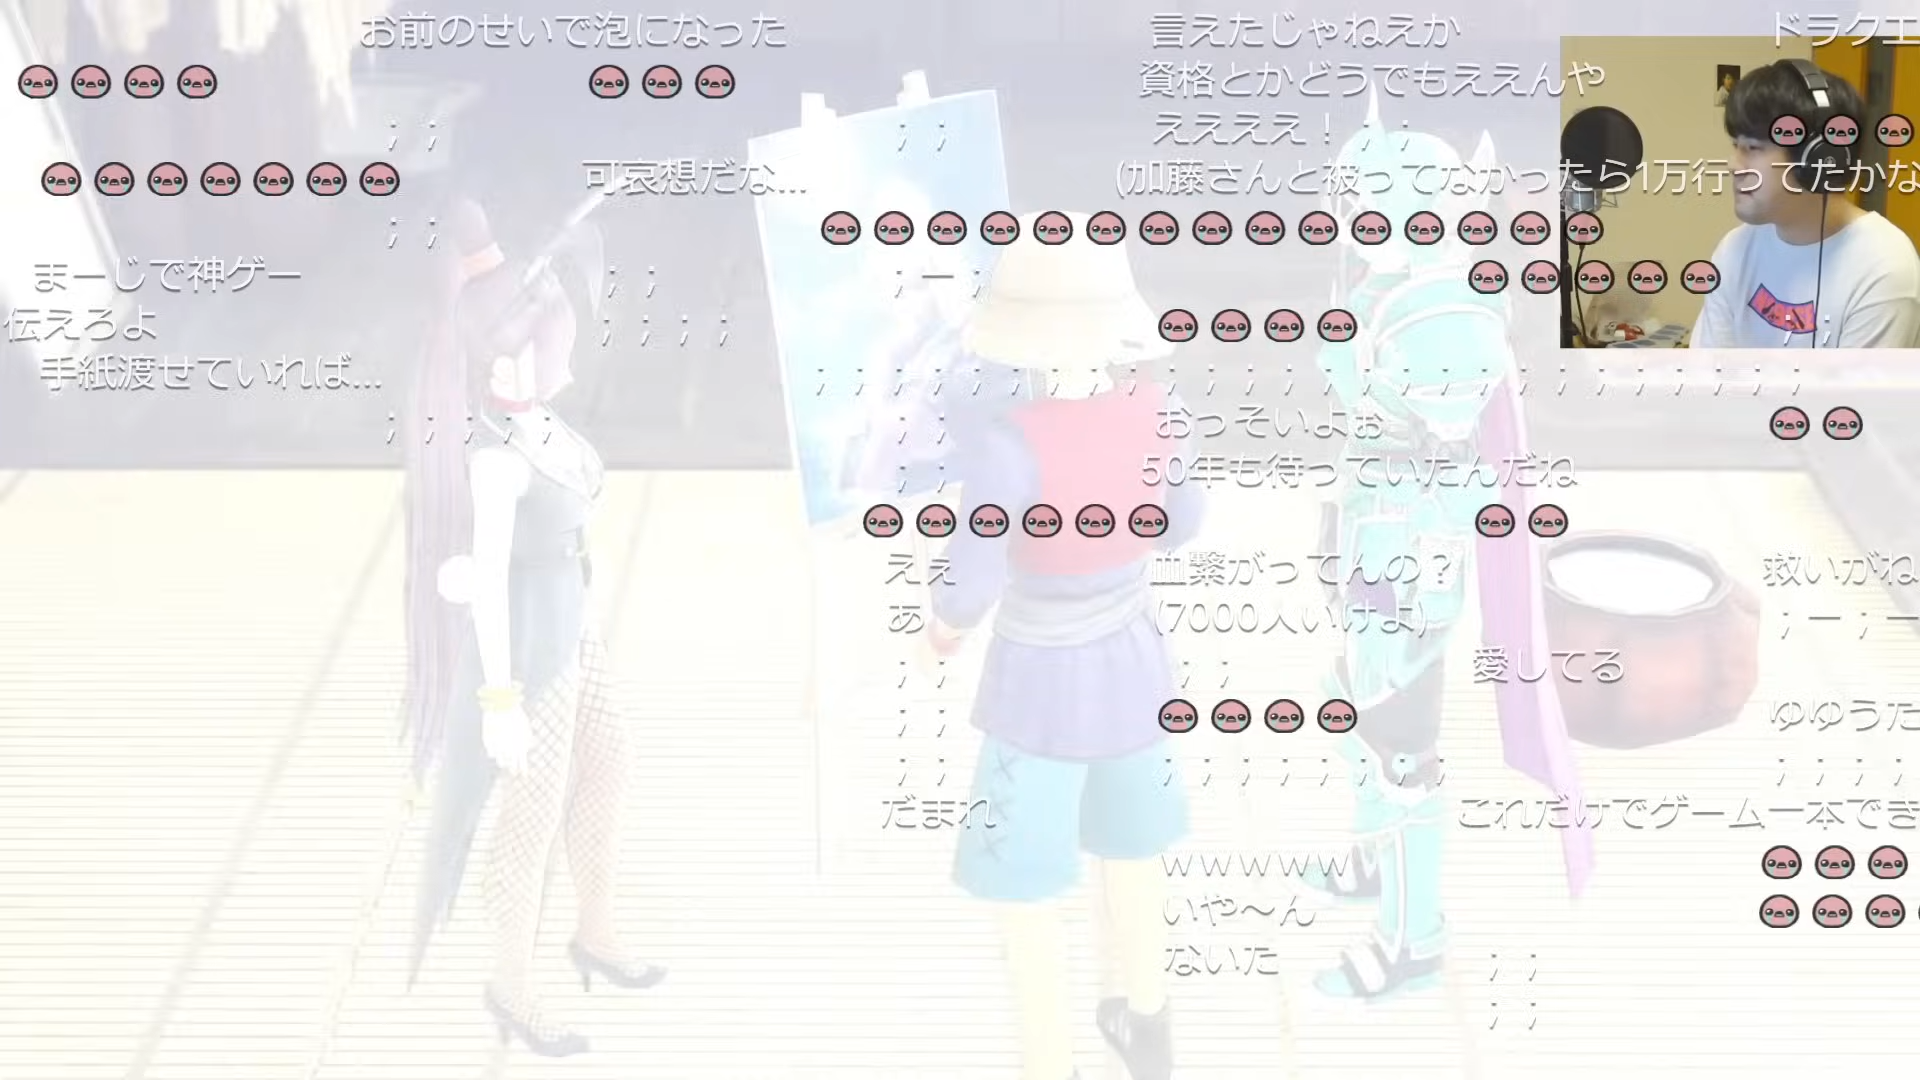 お前のせいで泡になった
言えたじゃねえか
ドラクエ
資格とかどうでもええんや
; ;
; ;
ええええ！; ;
可哀想だな...
(加藤さんと被ってなかったら1万行ってたかな
; ;
まーじで神ゲー
; ;
; ー ;
伝えろよ
; ; ; ;
; ;
手紙渡せていれば...
; ; ; ; ; ; ; ; ; ; ; ; ; ; ; ; ; ; ; ; ; ; ; ; ; ;
; ; ; ; ;
; ;
おっそいよぉ
; ;
50年も待っていたんだね
ええ
血繋がってんの？
救いがね
あ
(7000人いけよ)
; ー ; ー
; ;
; ;
愛してる
; ;
ゆゆうた
; ;
; ; ; ; ; ; ; ;
; ; ; ;
だまれ
これだけでゲーム一本でき
ｗｗｗｗｗ
いや～ん
ないた
; ;
; ;